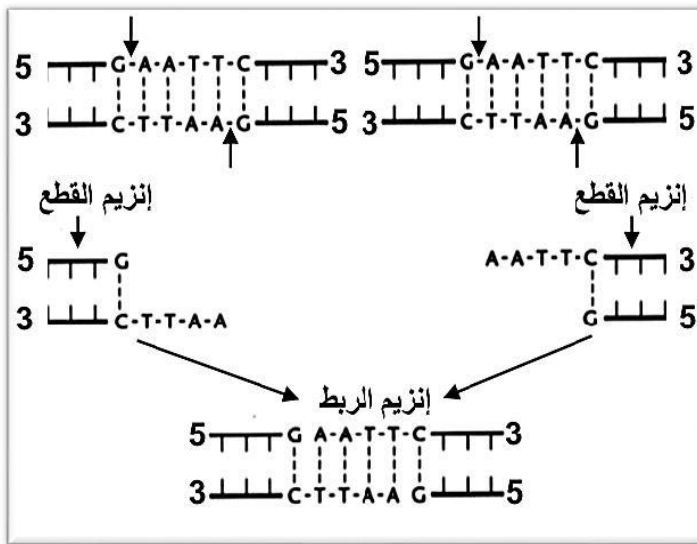 5 G-A-A-T-T-C 3 5 G-A-A-T-T-C 3
3 C-T-T-A-A-G 5 3 C-T-T-A-A-G 5
إنزيم القطع إنزيم القطع
5 G A-A-T-T-C 3
3 C-T-T-A-A G 5
إنزيم الربط
5 G A-A-T-T-C 3
3 C-T-T-A-A G 5